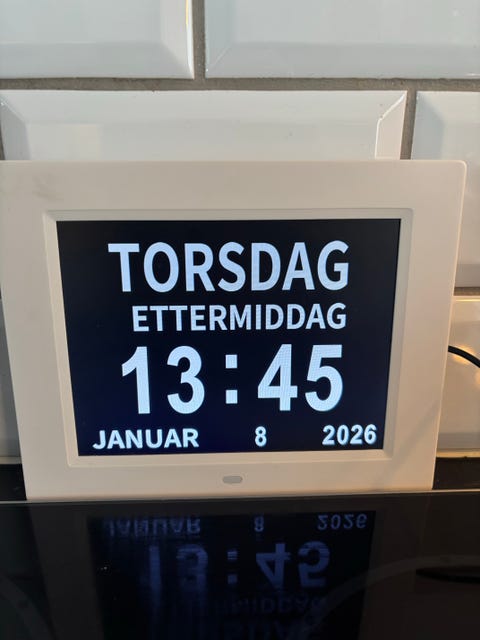 TORSDAG
ETTERMIDDAG
13:45
JANUAR 8 2026